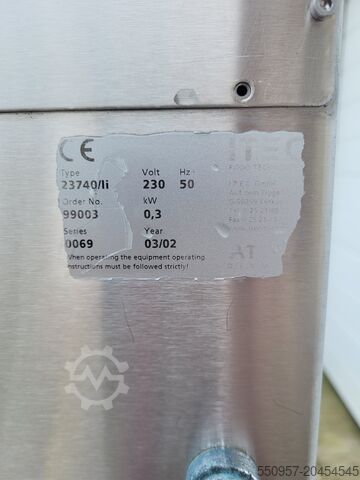 CE
Type Volt Hz
23740/li 230 50
Order No. kW
99003 0,3
Series Year
0069 03/02
When operating the equipment operating
instructions must be followed strictly!
ITEC
AT
550957-20454545